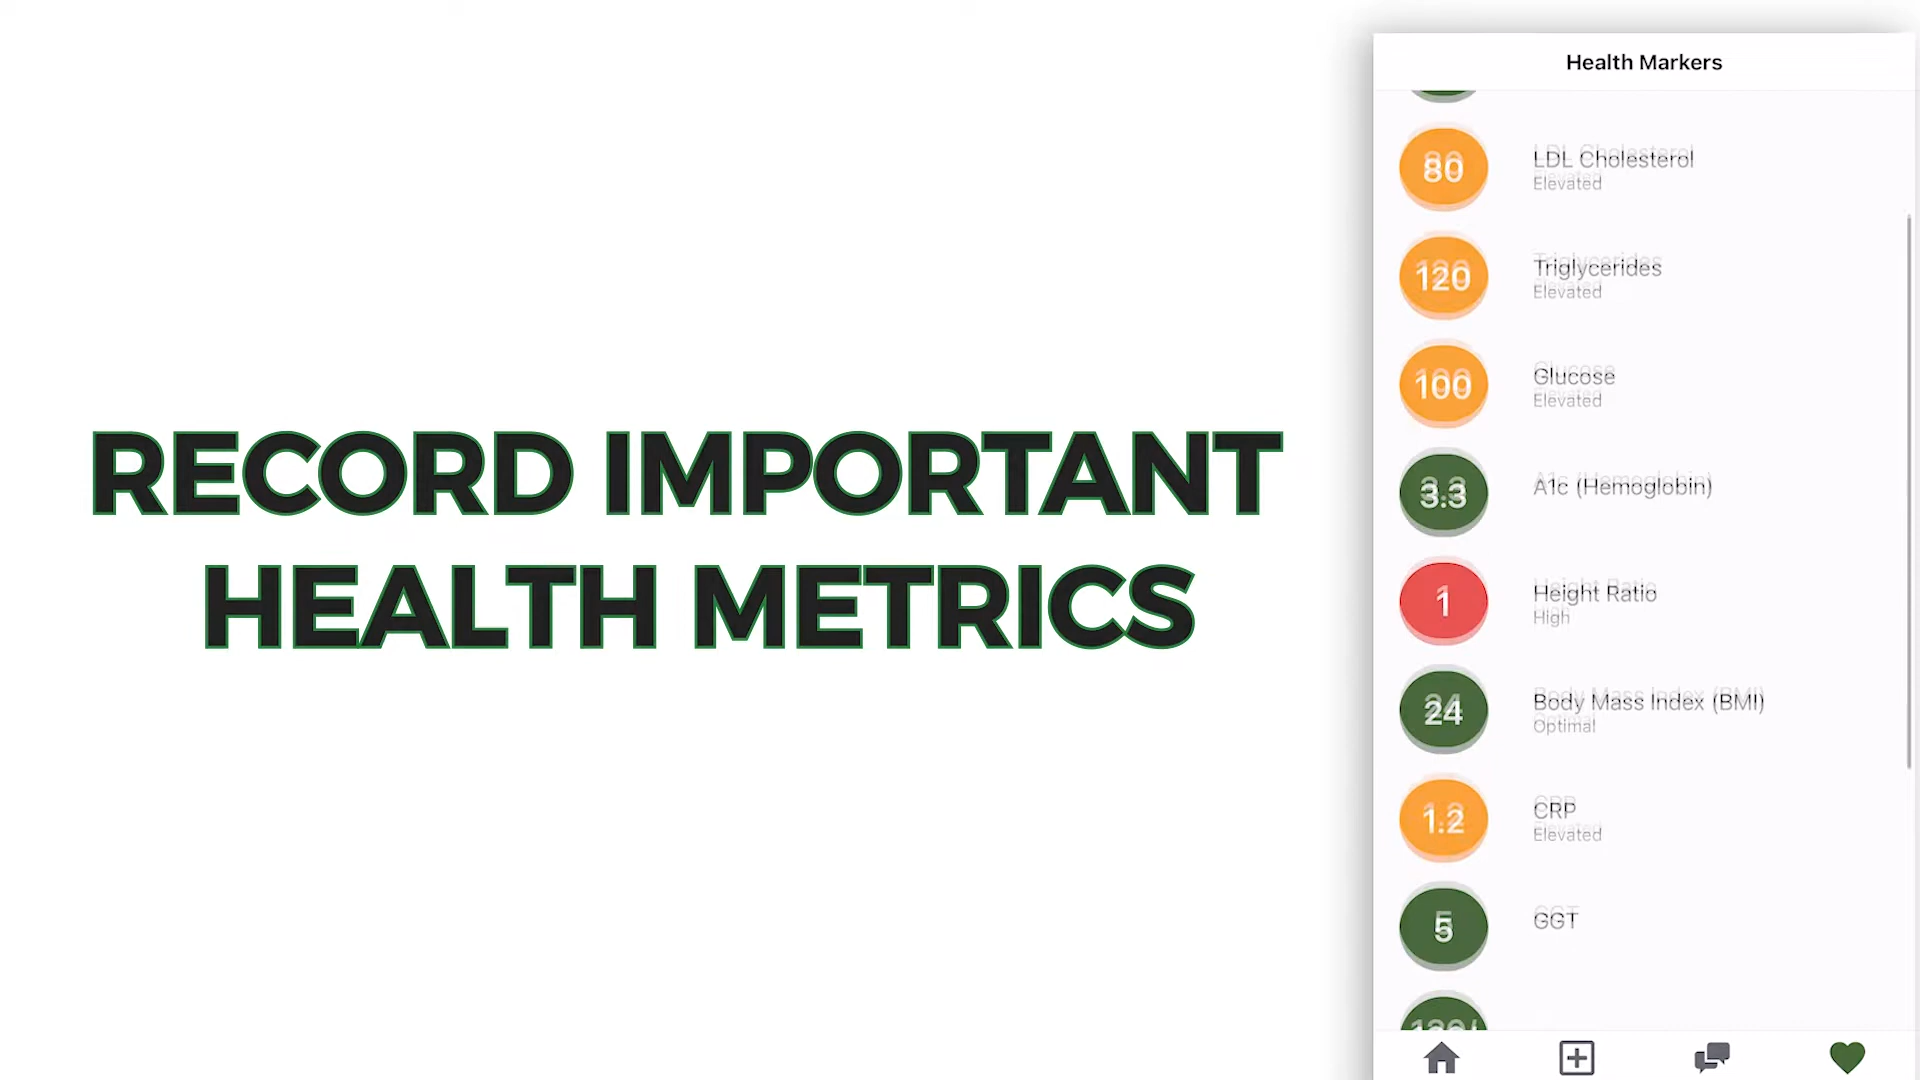 RECORD IMPORTANT
HEALTH METRICS
Health Markers
80
LDL Cholesterol
Elevated
120
Triglycerides
Elevated
100
Glucose
Elevated
3.3
A1c (Hemoglobin)
1
Height Ratio
High
24
Body Mass Index (BMI)
Optimal
1.2
CRP
Elevated
5
GGT